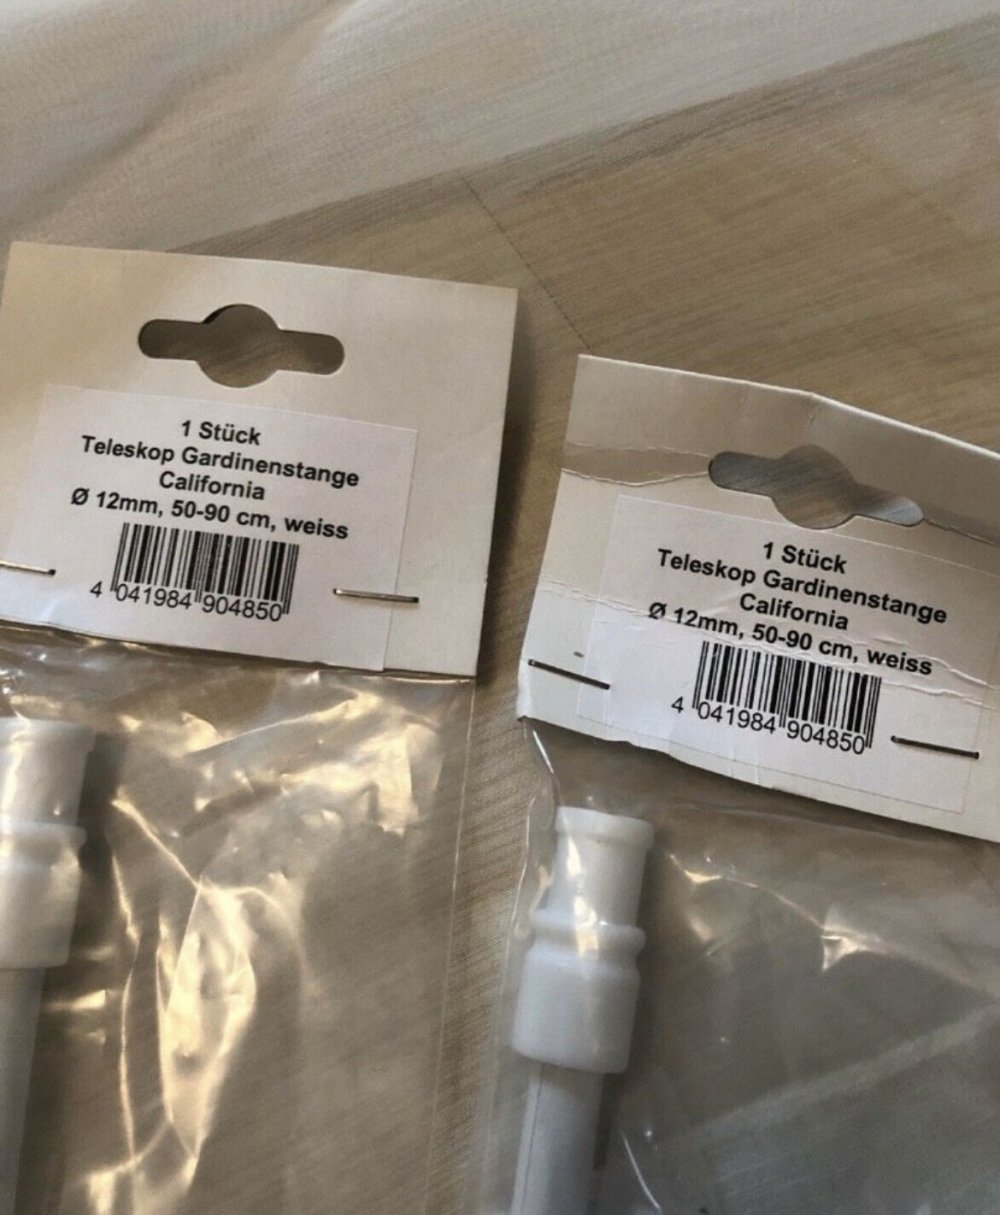 1 Stück
Teleskop Gardinenstange
California
Ø 12mm, 50-90 cm, weiss
4 041984 904850
1 Stück
Teleskop Gardinenstange
California
Ø 12mm, 50-90 cm, weiss
4 041984 904850